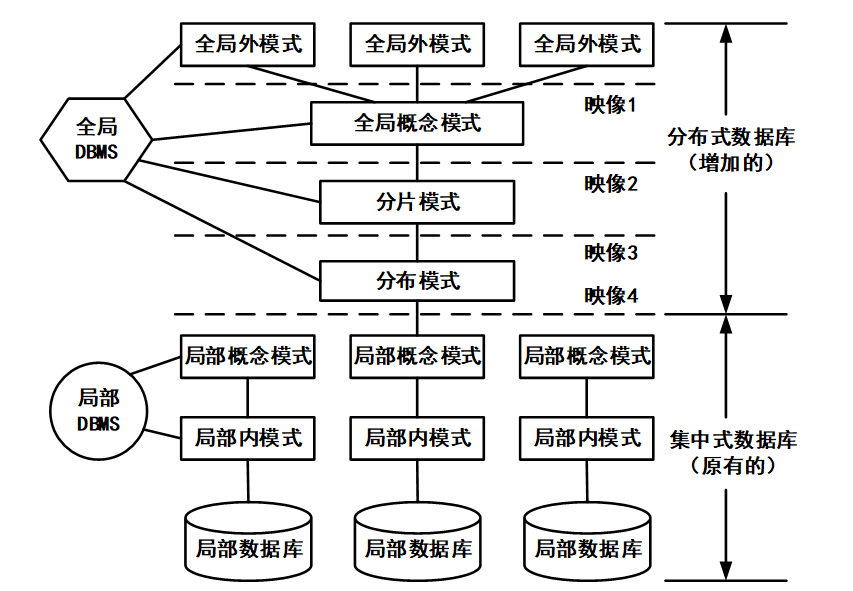 全局外模式
全局外模式
全局外模式
映像1
全局概念模式
全局
DBMS
分布式数据库
（增加的）
映像2
分片模式
映像3
分布模式
映像4
局部概念模式
局部概念模式
局部概念模式
局部
DBMS
局部内模式
局部内模式
局部内模式
集中式数据库
（原有的）
局部数据库
局部数据库
局部数据库